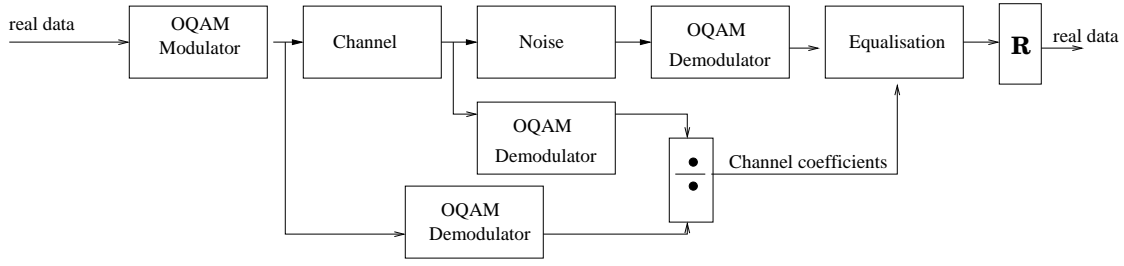 real data
OQAM
Modulator
Channel
Noise
OQAM
Demodulator
Equalisation
R
real data
OQAM
Demodulator
Channel coefficients
OQAM
Demodulator